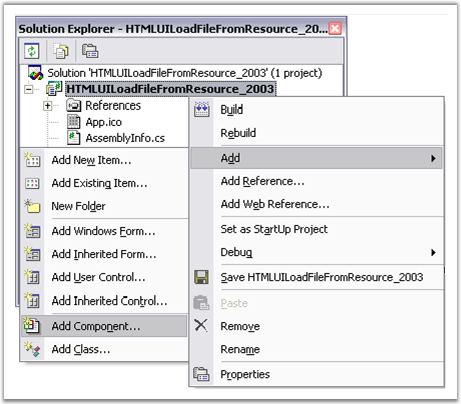 Solution Explorer - HTMLUILoadFileFromResource_20...
Solution 'HTMLUILoadFileFromResource_2003' (1 project)
HTMLUILoadFileFromResource_2003
References
App.ico
AssemblyInfo.cs
Add New Item...
Add Existing Item...
New Folder
Add Windows Form...
Add Inherited Form...
Add User Control...
Add Inherited Control...
Add Component...
Add Class...
Build
Rebuild
Add
Add Reference...
Add Web Reference...
Set as StartUp Project
Debug
Save HTMLUILoadFileFromResource_2003
Paste
Remove
Rename
Properties